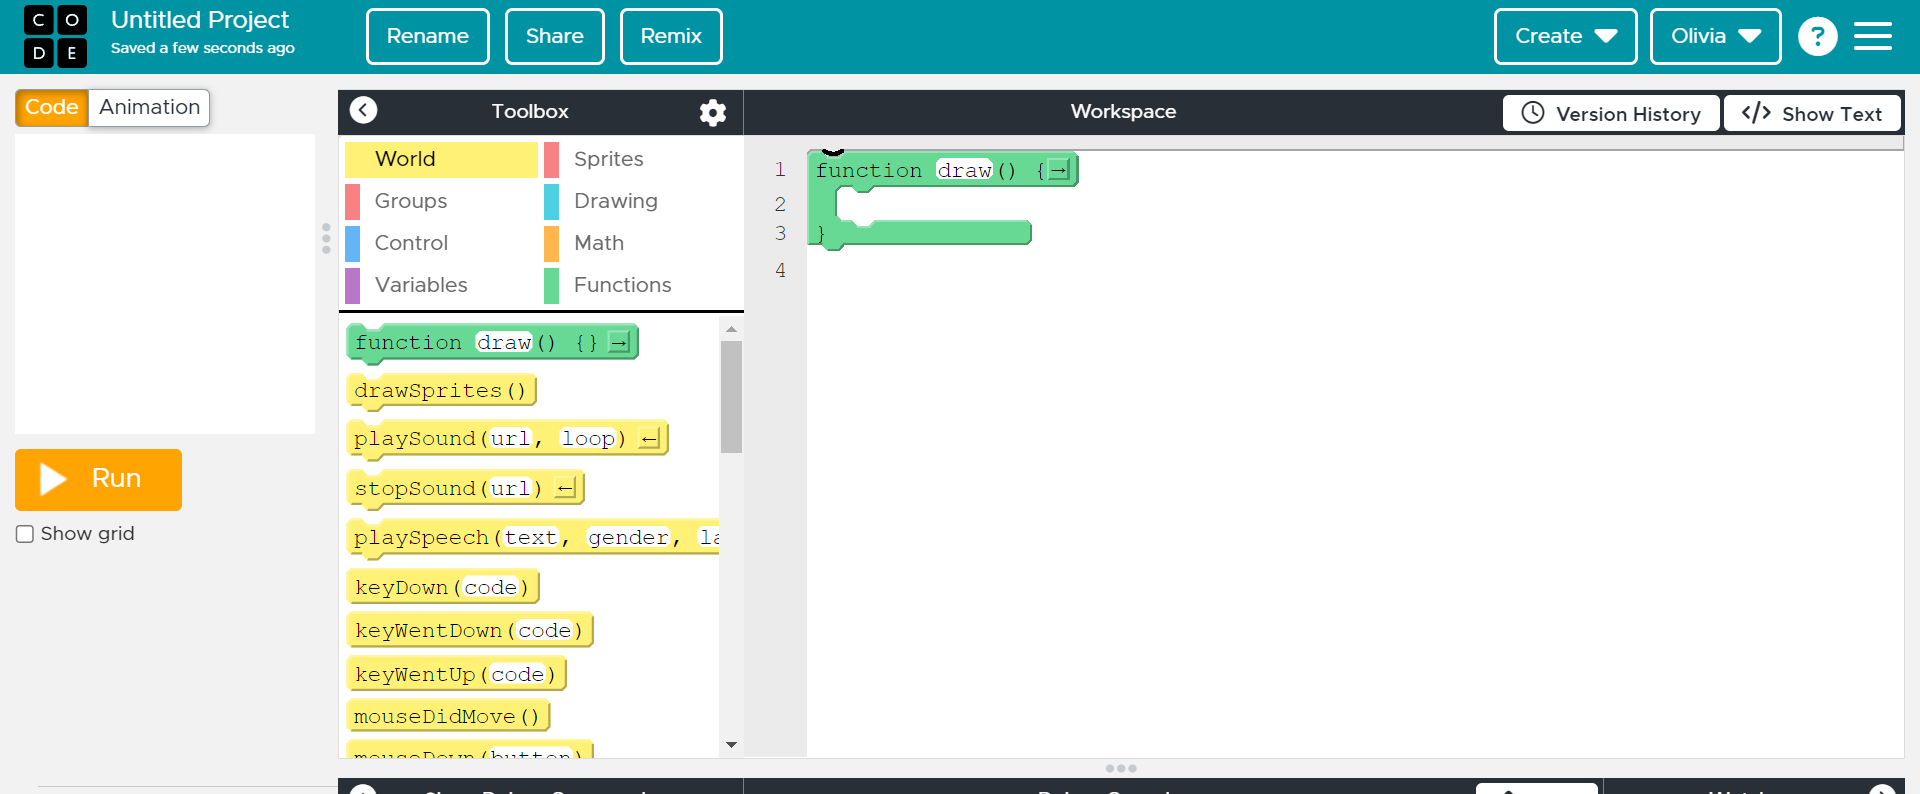 C O
D E
Untitled Project
Saved a few seconds ago
Rename
Share
Remix
Create
Olivia
?
Code
Animation
Toolbox
Workspace
Version History
</> Show Text
World
Sprites
Groups
Drawing
Control
Math
Variables
Functions
function draw() {} →
drawSprites()
playSound(url, loop) ←
stopSound(url) ←
playSpeech(text, gender, la
keyDown(code)
keyWentDown(code)
keyWentUp(code)
mouseDidMove()
mouseDown(button)
1 function draw() {→
2
3 }
4
Run
Show grid